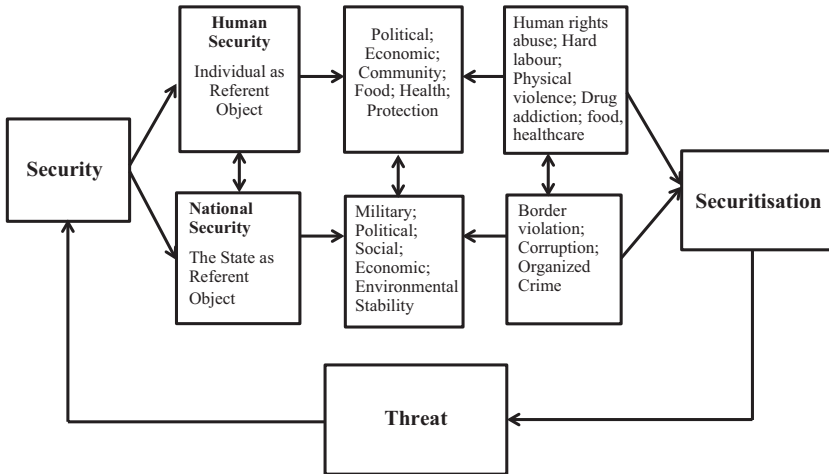 Human
Security
Individual as
Referent
Object
Political;
Economic;
Community;
Food; Health;
Protection
Human rights
abuse; Hard
labour;
Physical
violence; Drug
addiction; food,
healthcare
Security
National
Security
The State as
Referent
Object
Military;
Political;
Social;
Economic;
Environmental
Stability
Border
violation;
Corruption;
Organized
Crime
Securitisation
Threat